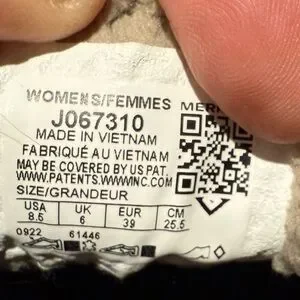 WOMENS/FEMMES
J067310
MADE IN VIETNAM
FABRIQUÉ AU VIETNAM
MAY BE COVERED BY US PAT.
WWW.PATENTS.WWWINC.COM
SIZE/GRANDEUR
USA UK EUR CM
8.5 6 39 25.5
0922 61446